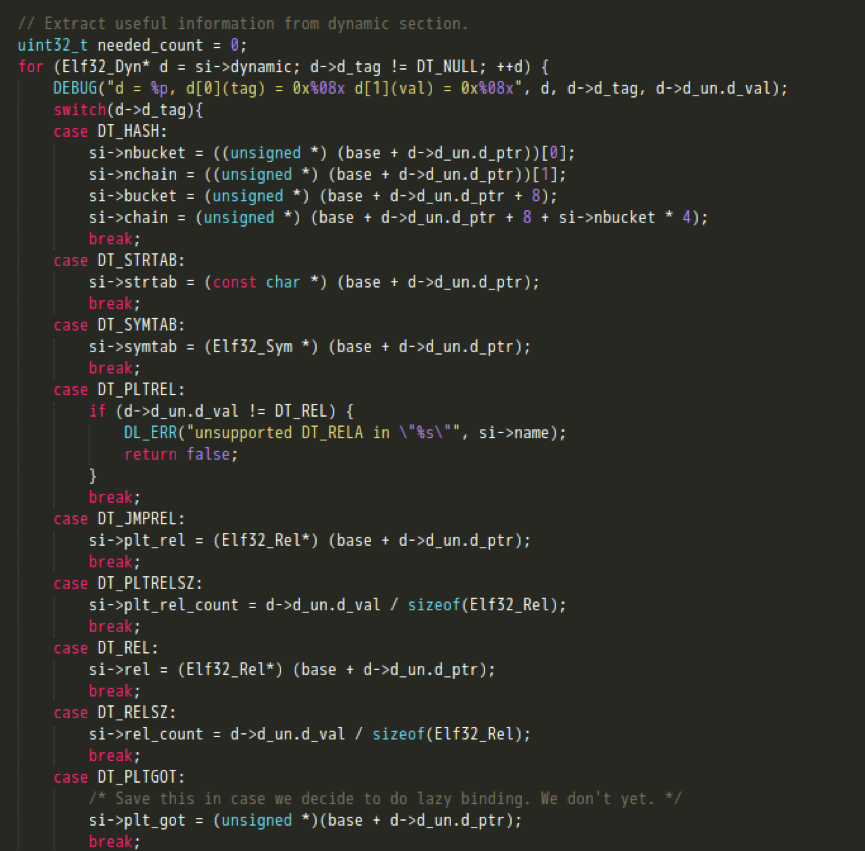 // Extract useful information from dynamic section.
uint32_t needed_count = 0;
for (Elf32_Dyn* d = si->dynamic; d->d_tag != DT_NULL; ++d) {
    DEBUG("d = %p, d[0](tag) = 0x%08x d[1](val) = 0x%08x", d, d->d_tag, d->d_un.d_val);
    switch(d->d_tag){
    case DT_HASH:
        si->nbucket = ((unsigned *) (base + d->d_un.d_ptr))[0];
        si->nchain = ((unsigned *) (base + d->d_un.d_ptr))[1];
        si->bucket = (unsigned *) (base + d->d_un.d_ptr + 8);
        si->chain = (unsigned *) (base + d->d_un.d_ptr + 8 + si->nbucket * 4);
        break;
    case DT_STRTAB:
        si->strtab = (const char *) (base + d->d_un.d_ptr);
        break;
    case DT_SYMTAB:
        si->symtab = (Elf32_Sym *) (base + d->d_un.d_ptr);
        break;
    case DT_PLTREL:
        if (d->d_un.d_val != DT_REL) {
            DL_ERR("unsupported DT_RELA in \"%s\"", si->name);
            return false;
        }
        break;
    case DT_JMPREL:
        si->plt_rel = (Elf32_Rel*) (base + d->d_un.d_ptr);
        break;
    case DT_PLTRELSZ:
        si->plt_rel_count = d->d_un.d_val / sizeof(Elf32_Rel);
        break;
    case DT_REL:
        si->rel = (Elf32_Rel*) (base + d->d_un.d_ptr);
        break;
    case DT_RELSZ:
        si->rel_count = d->d_un.d_val / sizeof(Elf32_Rel);
        break;
    case DT_PLTGOT:
        /* Save this in case we decide to do lazy binding. We don't yet. */
        si->plt_got = (unsigned *)(base + d->d_un.d_ptr);
        break;